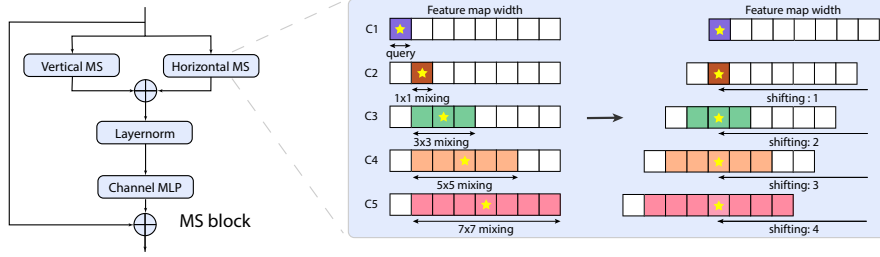 Vertical MS
Horizontal MS
Layernorm
Channel MLP
MS block
Feature map width
Feature map width
C1
query
C2
1x1 mixing
shifting : 1
C3
3x3 mixing
shifting: 2
C4
5x5 mixing
shifting: 3
C5
7x7 mixing
shifting: 4